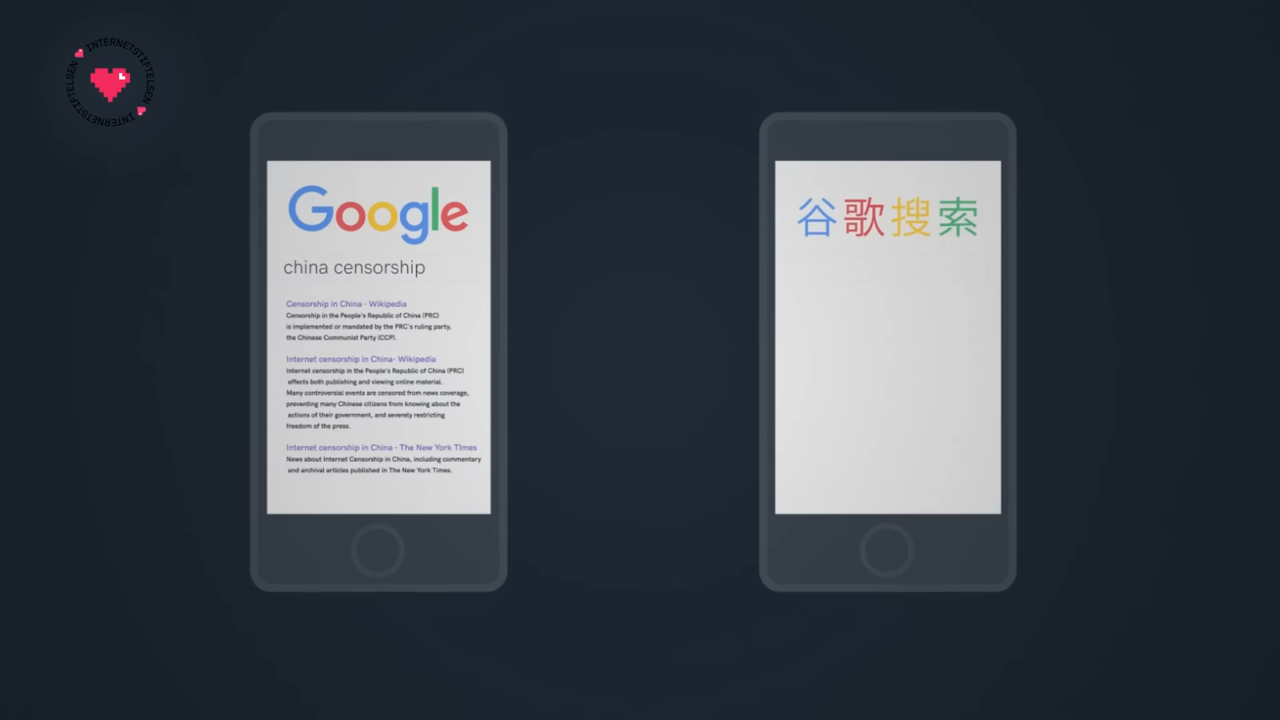 INTERNETSTIFTELSEN INTERNETSTIFTELSEN
Google
china censorship
Censorship in China - Wikipedia
Censorship in the People's Republic of China (PRC)
is implemented or mandated by the PRC's ruling party,
the Chinese Communist Party (CCP).
Internet censorship in China- Wikipedia
Internet censorship in the People's Republic of China (PRC)
affects both publishing and viewing online material.
Many controversial events are censored from news coverage,
preventing many Chinese citizens from knowing about the
actions of their government, and severely restricting
freedom of the press.
Internet censorship in China - The New York Times
News about Internet Censorship in China, including commentary
and archival articles published in The New York Times.
谷歌搜索